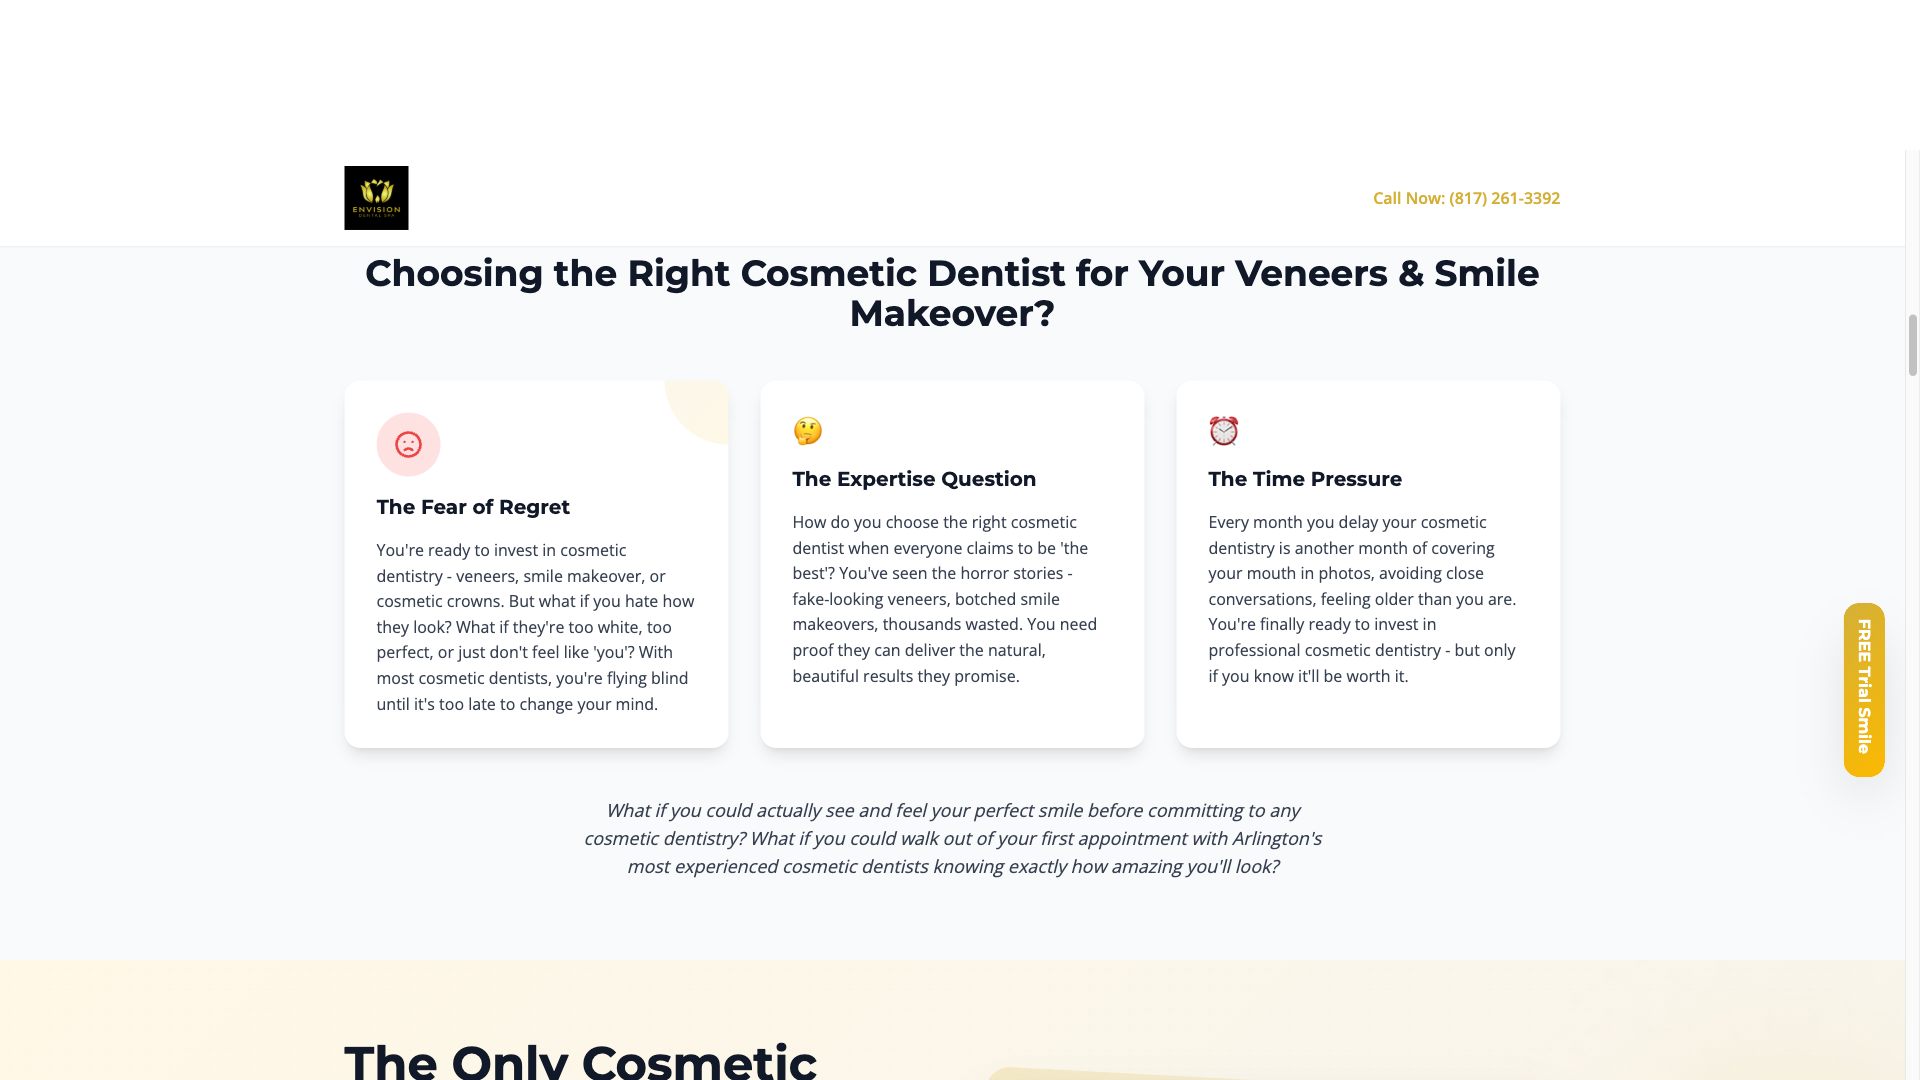 ENVISION
DENTAL SPA
Call Now: (817) 261-3392
Choosing the Right Cosmetic Dentist for Your Veneers & Smile
Makeover?
The Fear of Regret
You're ready to invest in cosmetic
dentistry - veneers, smile makeover, or
cosmetic crowns. But what if you hate how
they look? What if they're too white, too
perfect, or just don't feel like 'you'? With
most cosmetic dentists, you're flying blind
until it's too late to change your mind.
The Expertise Question
How do you choose the right cosmetic
dentist when everyone claims to be 'the
best'? You've seen the horror stories -
fake-looking veneers, botched smile
makeovers, thousands wasted. You need
proof they can deliver the natural,
beautiful results they promise.
The Time Pressure
Every month you delay your cosmetic
dentistry is another month of covering
your mouth in photos, avoiding close
conversations, feeling older than you are.
You're finally ready to invest in
professional cosmetic dentistry - but only
if you know it'll be worth it.
FREE Trial Smile
What if you could actually see and feel your perfect smile before committing to any
cosmetic dentistry? What if you could walk out of your first appointment with Arlington's
most experienced cosmetic dentists knowing exactly how amazing you'll look?
The Only Cosmetic